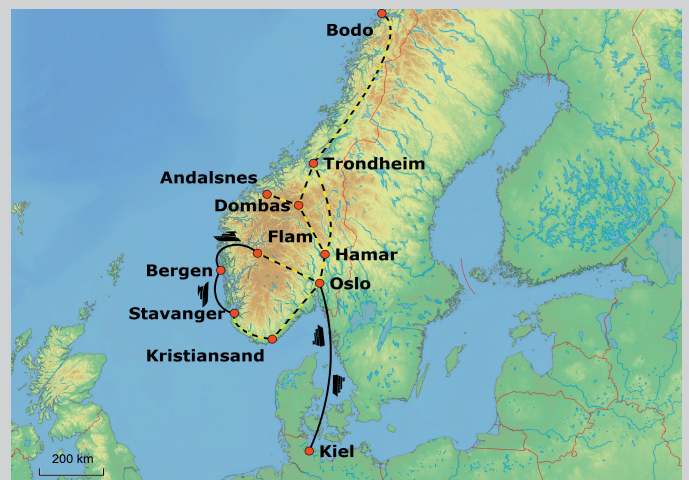 Bodo
Trondheim
Andalsnes
Dombas
Flam
Hamar
Bergen
Oslo
Stavanger
Kristiansand
Kiel
200 km